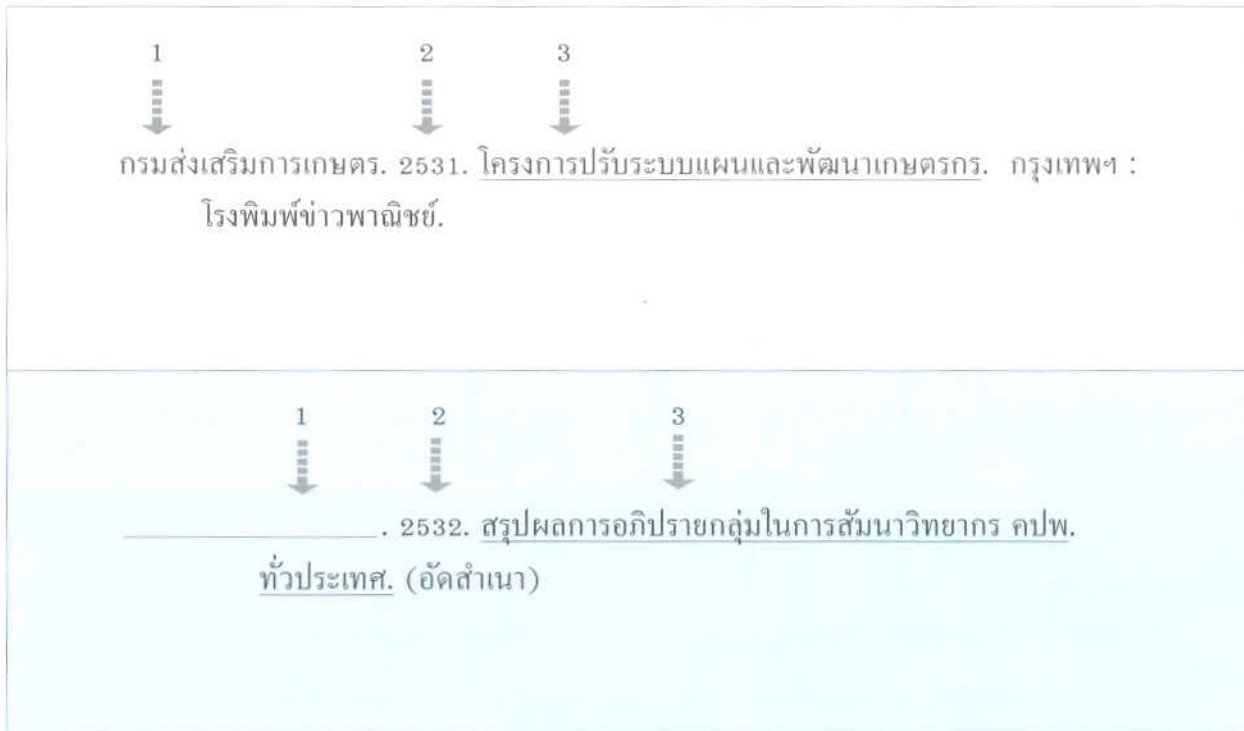 1 2 3
กรมส่งเสริมการเกษตร. 2531. โครงการปรับระบบแผนและพัฒนาเกษตรกร. กรุงเทพฯ :
โรงพิมพ์ข่าวพาณิชย์.
1 2 3
. 2532. สรุปผลการอภิปรายกลุ่มในการสัมนาวิทยากร คปพ.
ทั่วประเทศ. (อัดสำเนา)